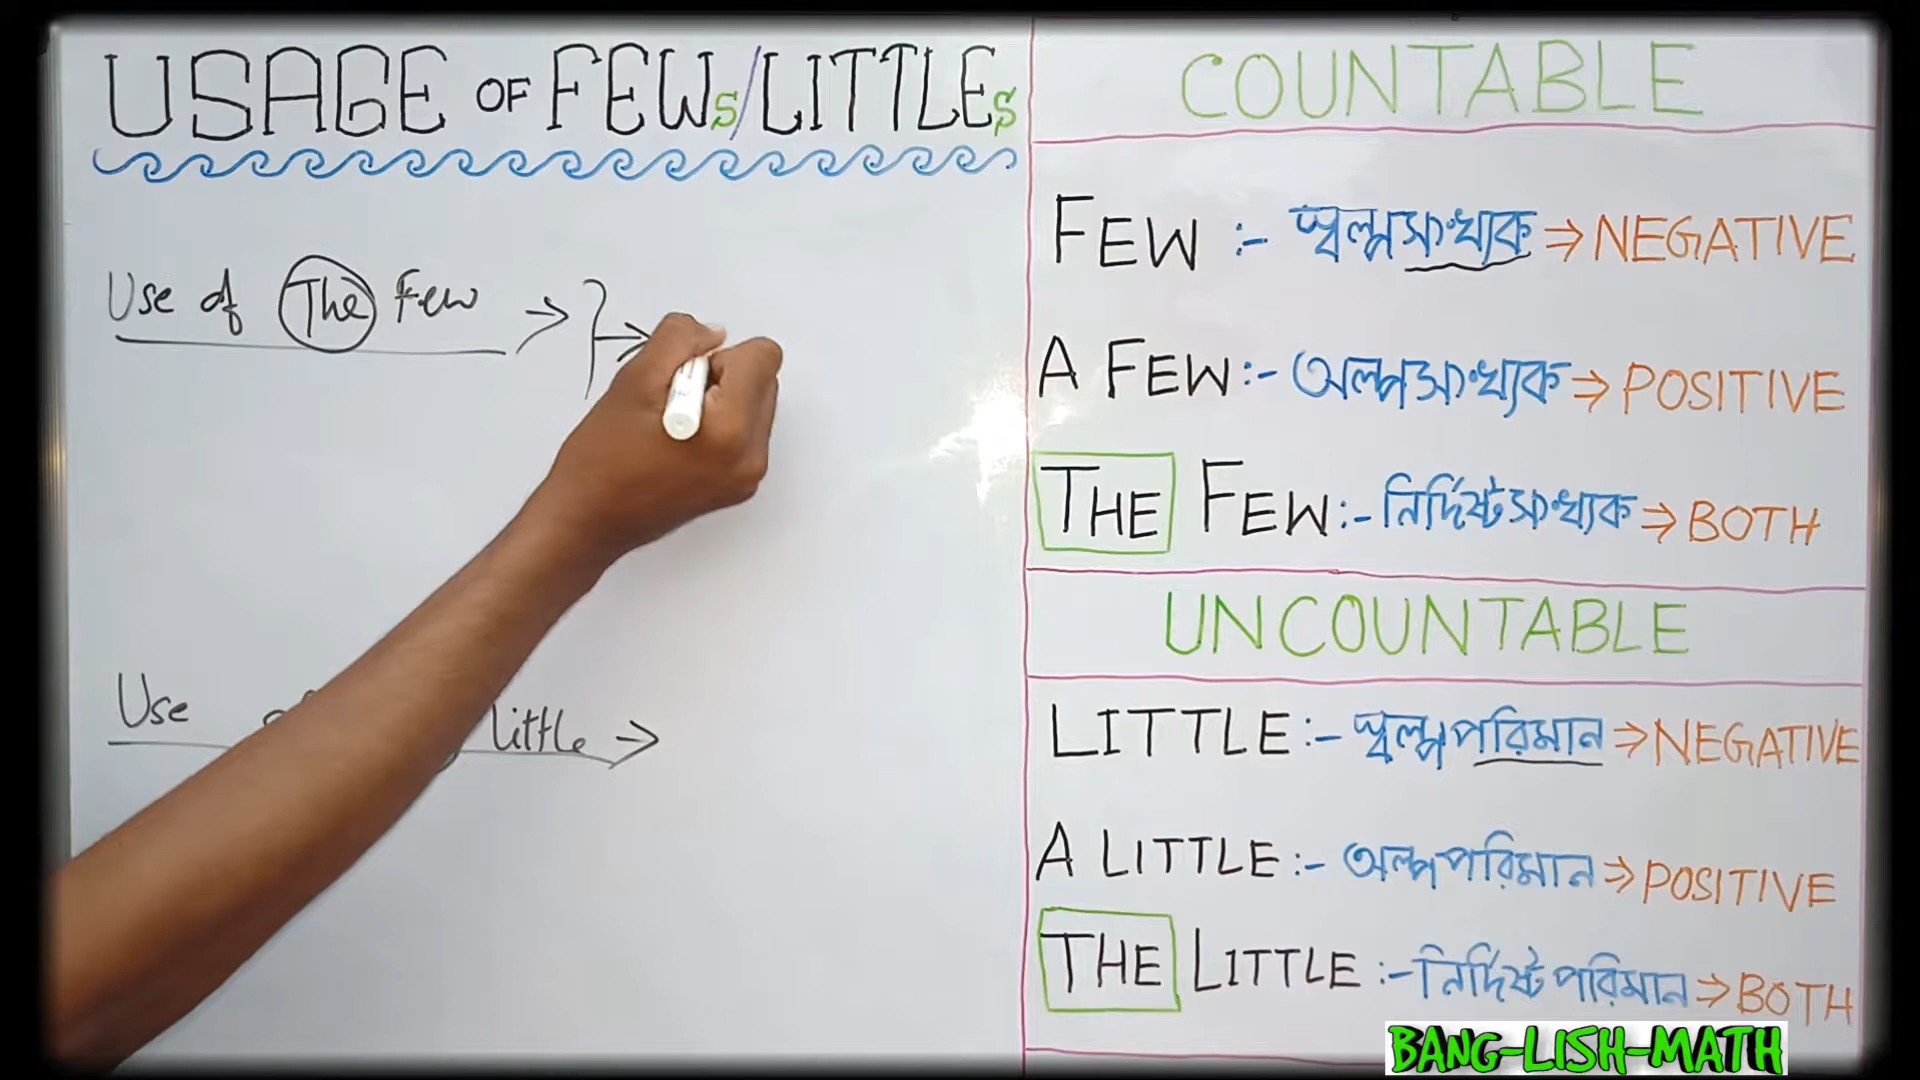 USAGE OF FEWs/LITTLEs
Use of The Few →
Use little →
COUNTABLE
FEW :- স্বল্পসংখ্যক ⇒ NEGATIVE
A FEW :- অল্পসংখ্যক ⇒ POSITIVE
THE FEW :- নির্দিষ্টসংখ্যক ⇒ BOTH
UNCOUNTABLE
LITTLE :- স্বল্পপরিমান ⇒ NEGATIVE
A LITTLE :- অল্পপরিমান ⇒ POSITIVE
THE LITTLE :- নির্দিষ্টপরিমান ⇒ BOTH
BANG-LISH-MATH